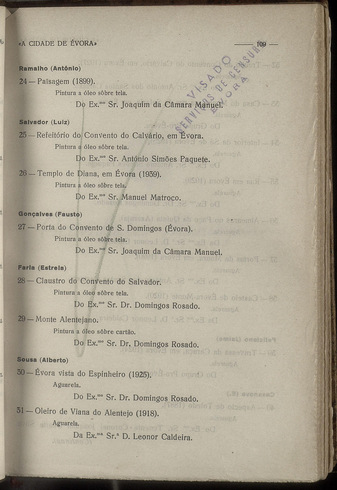 «A CIDADE DE ÉVORA»
VISADO
SERVIÇOS DE CENSURA
ÉVORA
Ramalho (António)
24 — Paisagem (1899).
Pintura a óleo sôbre tela.
Do Ex.mo Sr. Joaquim da Câmara Manuel.
Salvador (Luiz)
25 — Refeitório do Convento do Calvário, em Évora.
Pintura a óleo sôbre tela.
Do Ex.mo Sr. António Simões Paquete.
26 — Templo de Diana, em Évora (1939).
Pintura a óleo sôbre tela.
Do Ex.mo Sr. Manuel Matroco.
Gonçalves (Fausto)
27 — Porta do Convento de S. Domingos (Évora).
Pintura a óleo sôbre tela.
Do Ex.mo Sr. Joaquim da Câmara Manuel.
Faria (Estrela)
28 — Claustro do Convento do Salvador.
Pintura a óleo sôbre tela.
Do Ex.mo Sr. Dr. Domingos Rosado.
29 — Monte Alentejano.
Pintura a óleo sôbre cartão.
Do Ex.mo Sr. Dr. Domingos Rosado.
Sousa (Alberto)
30 — Évora vista do Espinheiro (1925).
Aguarela.
Do Ex.mo Sr. Dr. Domingos Rosado.
31 — Oleiro de Viana do Alentejo (1918).
Aguarela.
Da Ex.ma Sr.ª D. Leonor Caldeira.